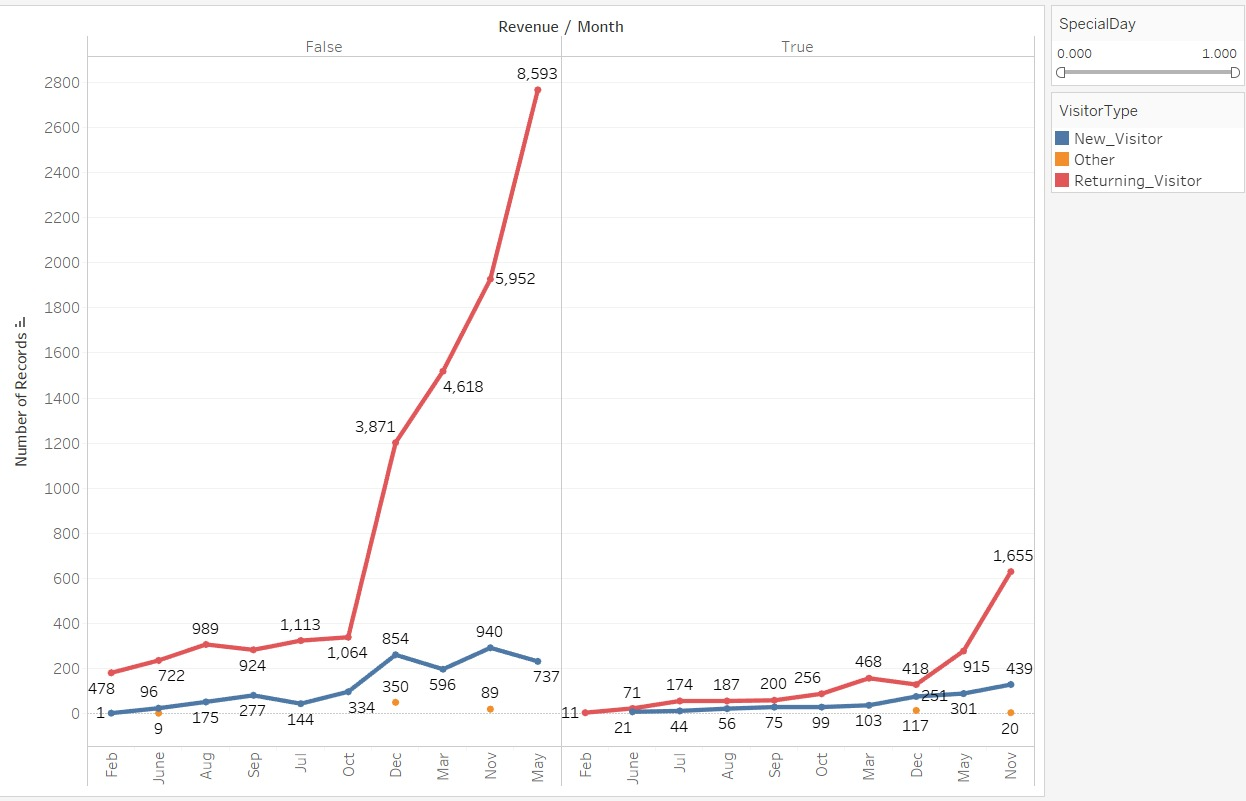 Revenue / Month
False
True
Number of Records
2800
2600
2400
2200
2000
1800
1600
1400
1200
1000
800
600
400
200
0
8,593
5,952
4,618
3,871
989
924
1,113
1,064
722
478
1
96
9
175
277
144
334
854
350
596
940
89
737
11
71
21
174
44
187
56
200
75
256
99
468
103
418
251
117
915
301
1,655
439
20
Feb
June
Aug
Sep
Jul
Oct
Dec
Mar
Nov
May
Feb
June
Jul
Aug
Sep
Oct
Mar
Dec
May
Nov
SpecialDay
0.000 1.000
VisitorType
New_Visitor
Other
Returning_Visitor